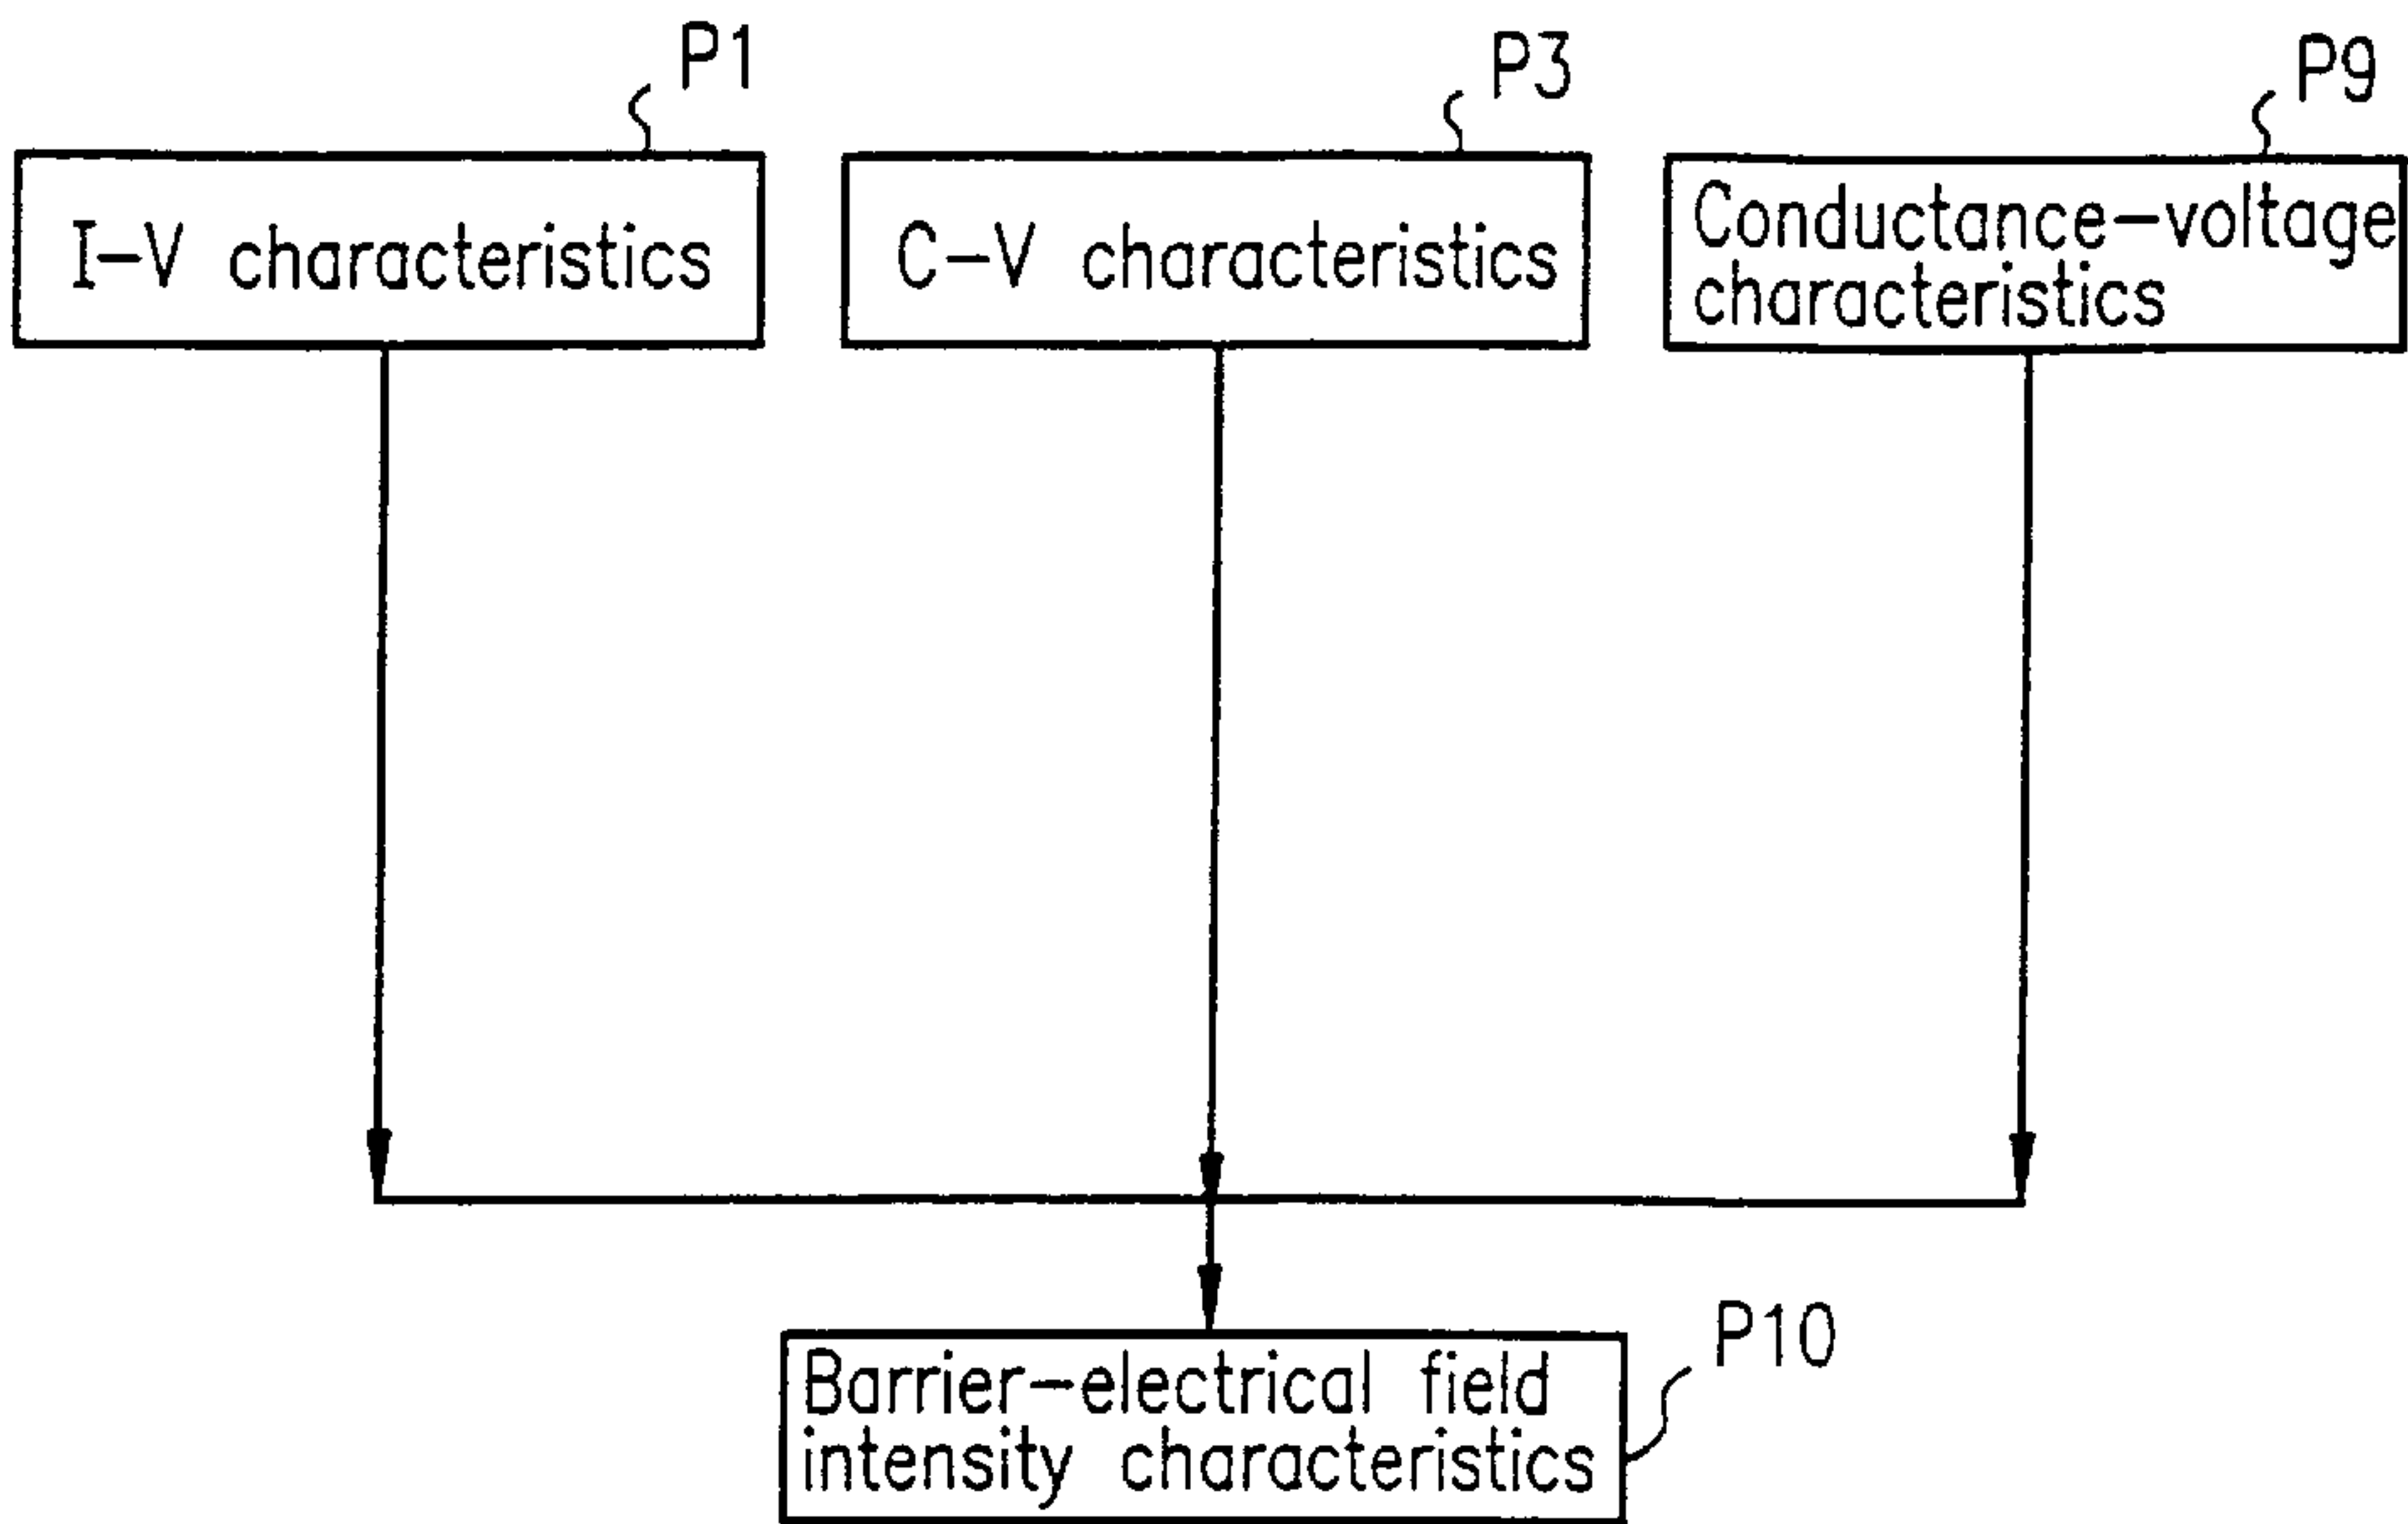 P1
P3
P9
I-V characteristics
C-V characteristics
Conductance-voltage
characteristics
Barrier-electrical field
intensity characteristics
P10